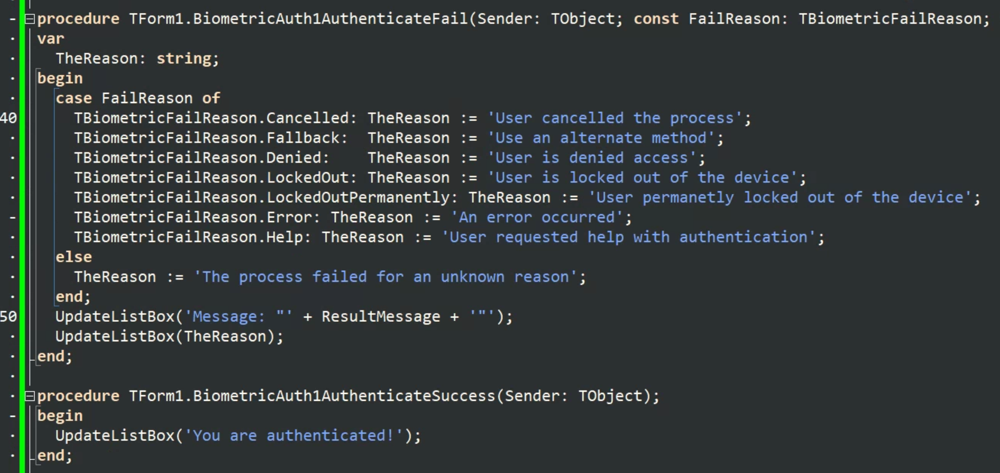 procedure TForm1.BiometricAuth1AuthenticateFail(Sender: TObject; const FailReason: TBiometricFailReason;
var
TheReason: string;
begin
case FailReason of
40 TBiometricFailReason.Cancelled: TheReason := 'User cancelled the process';
TBiometricFailReason.Fallback: TheReason := 'Use an alternate method';
TBiometricFailReason.Denied: TheReason := 'User is denied access';
TBiometricFailReason.LockedOut: TheReason := 'User is locked out of the device';
TBiometricFailReason.LockedOutPermanently: TheReason := 'User permanetly locked out of the device';
TBiometricFailReason.Error: TheReason := 'An error occurred';
TBiometricFailReason.Help: TheReason := 'User requested help with authentication';
else
TheReason := 'The process failed for an unknown reason';
end;
50 UpdateListBox('Message: "' + ResultMessage + '"');
UpdateListBox(TheReason);
end;
procedure TForm1.BiometricAuth1AuthenticateSuccess(Sender: TObject);
begin
UpdateListBox('You are authenticated!');
end;